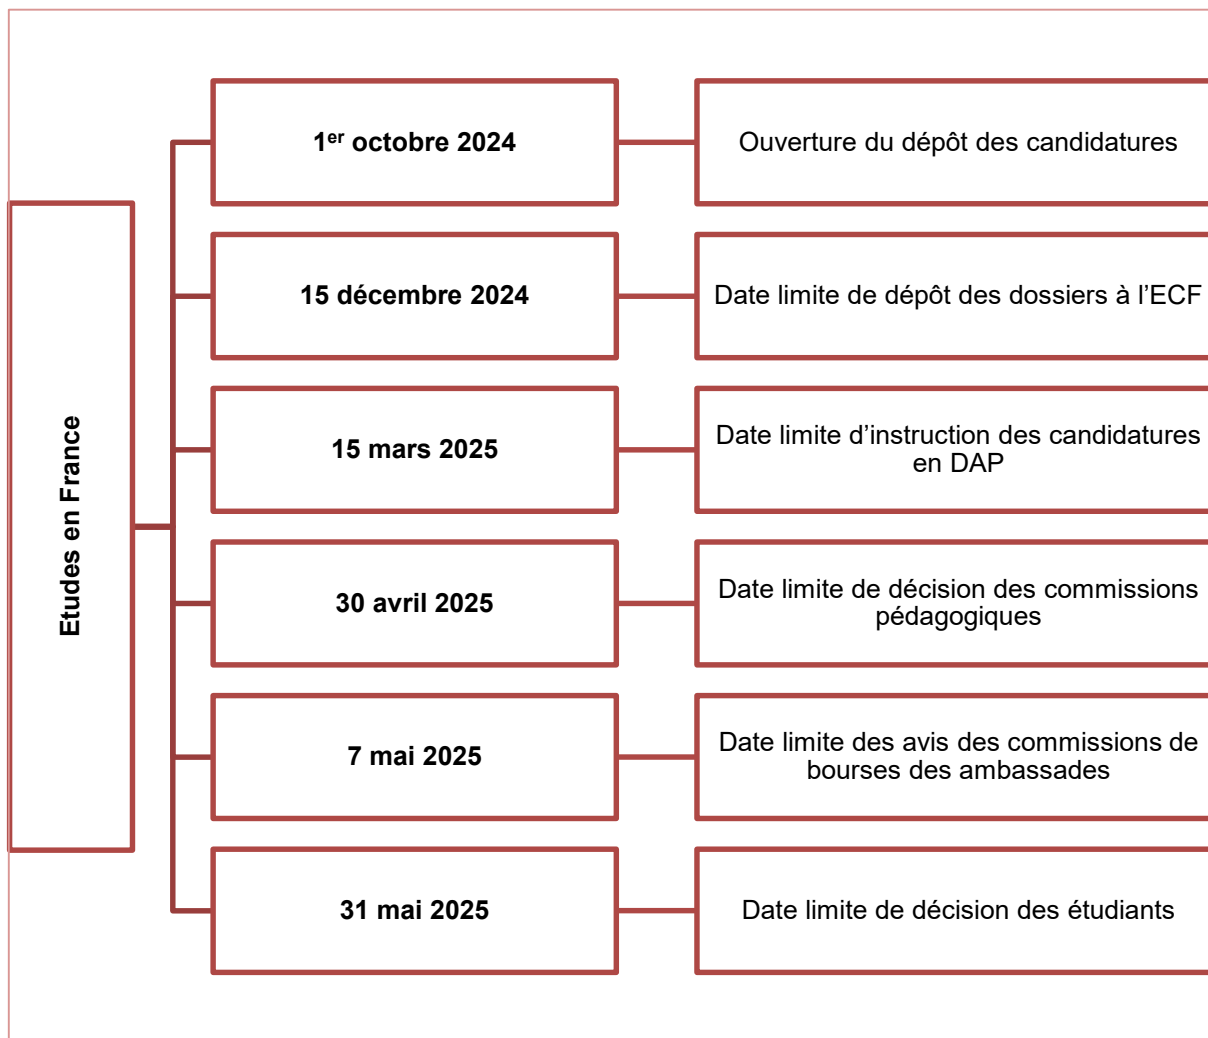 Etudes en France
1er octobre 2024
Ouverture du dépôt des candidatures
15 décembre 2024
Date limite de dépôt des dossiers à l’ECF
15 mars 2025
Date limite d’instruction des candidatures
en DAP
30 avril 2025
Date limite de décision des commissions
pédagogiques
7 mai 2025
Date limite des avis des commissions de
bourses des ambassades
31 mai 2025
Date limite de décision des étudiants